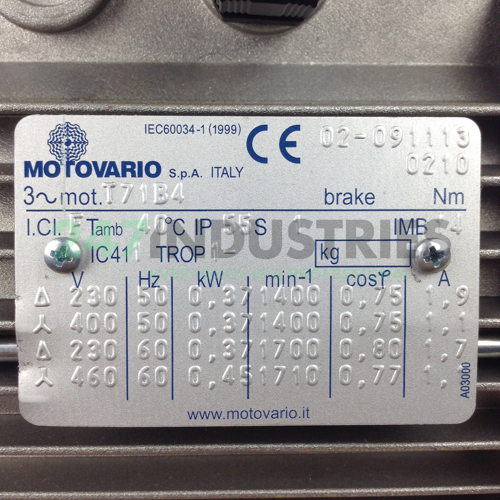 IEC60034-1 (1999) CE 02-091113
MOTOVARIO S.p.A. ITALY 0210
3~mot. T71B4 brake Nm
I.Cl. F Tamb 40 °C IP 55 S IMB 4
IC411 TROP - kg
V Hz kW min-1 cosφ A
Δ 230 50 0,37 1400 0,75 1,9
⅄ 400 50 0,37 1400 0,75 1,
Δ 230 60 0,37 1700 0,80 1,7
⅄ 460 60 0,45 1710 0,77 1,
A03000
www.motovario.it
INDUSTRIES